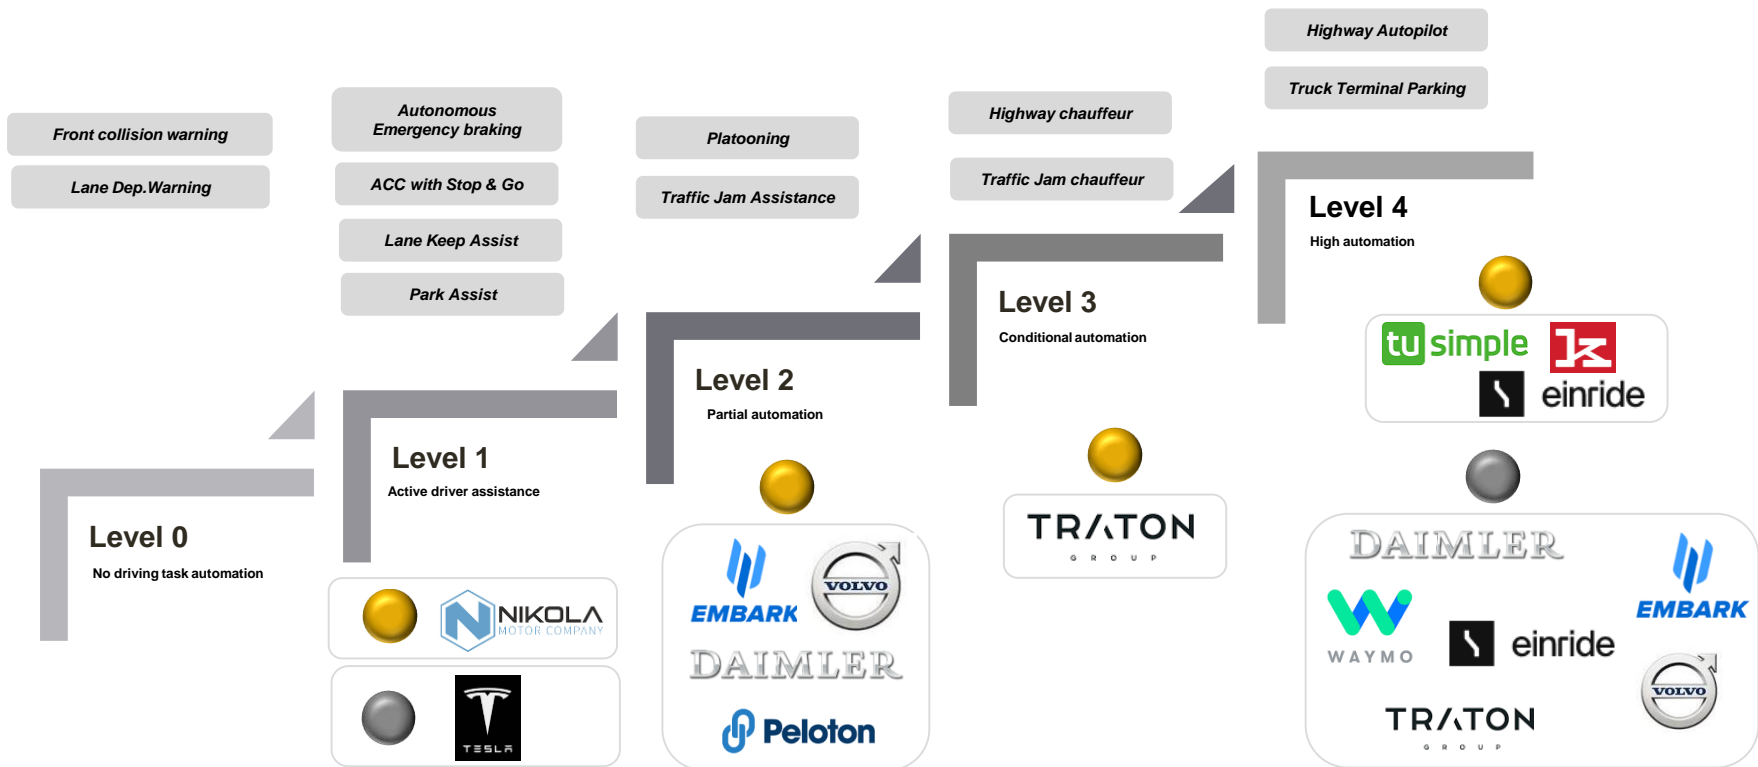 Front collision warning
Lane Dep.Warning
Level 0
No driving task automation
Autonomous
Emergency braking
ACC with Stop & Go
Lane Keep Assist
Park Assist
Level 1
Active driver assistance
NIKOLA
MOTOR COMPANY
TESLA
Platooning
Traffic Jam Assistance
Level 2
Partial automation
EMBARK
VOLVO
DAIMLER
Peloton
Highway chauffeur
Traffic Jam chauffeur
Level 3
Conditional automation
TRATON
GROUP
Highway Autopilot
Truck Terminal Parking
Level 4
High automation
tu simple
einride
DAIMLER
EMBARK
WAYMO
einride
VOLVO
TRATON
GROUP